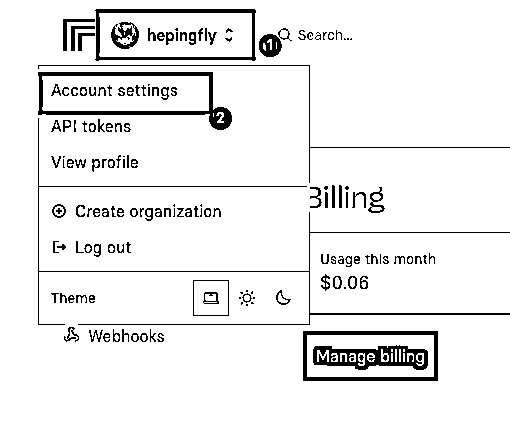 hepingfly
1
Search...
Account settings
2
API tokens
View profile
Create organization
Log out
Theme
Webhooks
Billing
Usage this month
$0.06
Manage billing